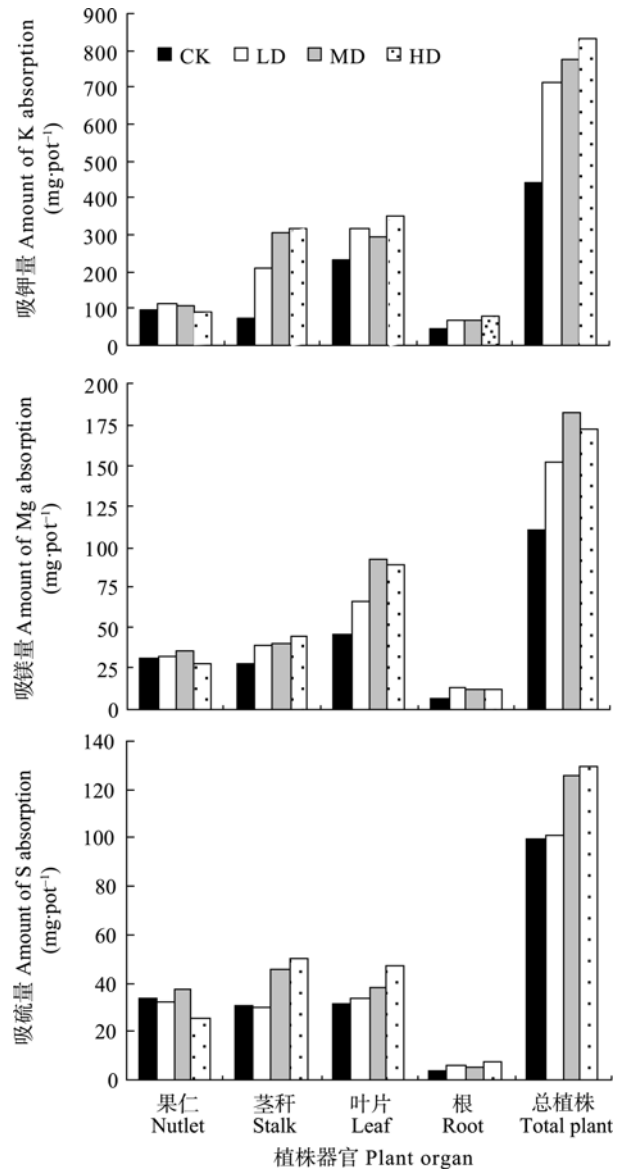 吸钾量 Amount of K absorption
(mg·pot⁻¹)
900
800
700
600
500
400
300
200
100
0
CK LD MD HD
吸镁量 Amount of Mg absorption
(mg·pot⁻¹)
200
175
150
125
100
75
50
25
0
吸硫量 Amount of S absorption
(mg·pot⁻¹)
140
120
100
80
60
40
20
0
果仁 茎秆 叶片 根 总植株
Nutlet Stalk Leaf Root Total plant
植株器官 Plant organ